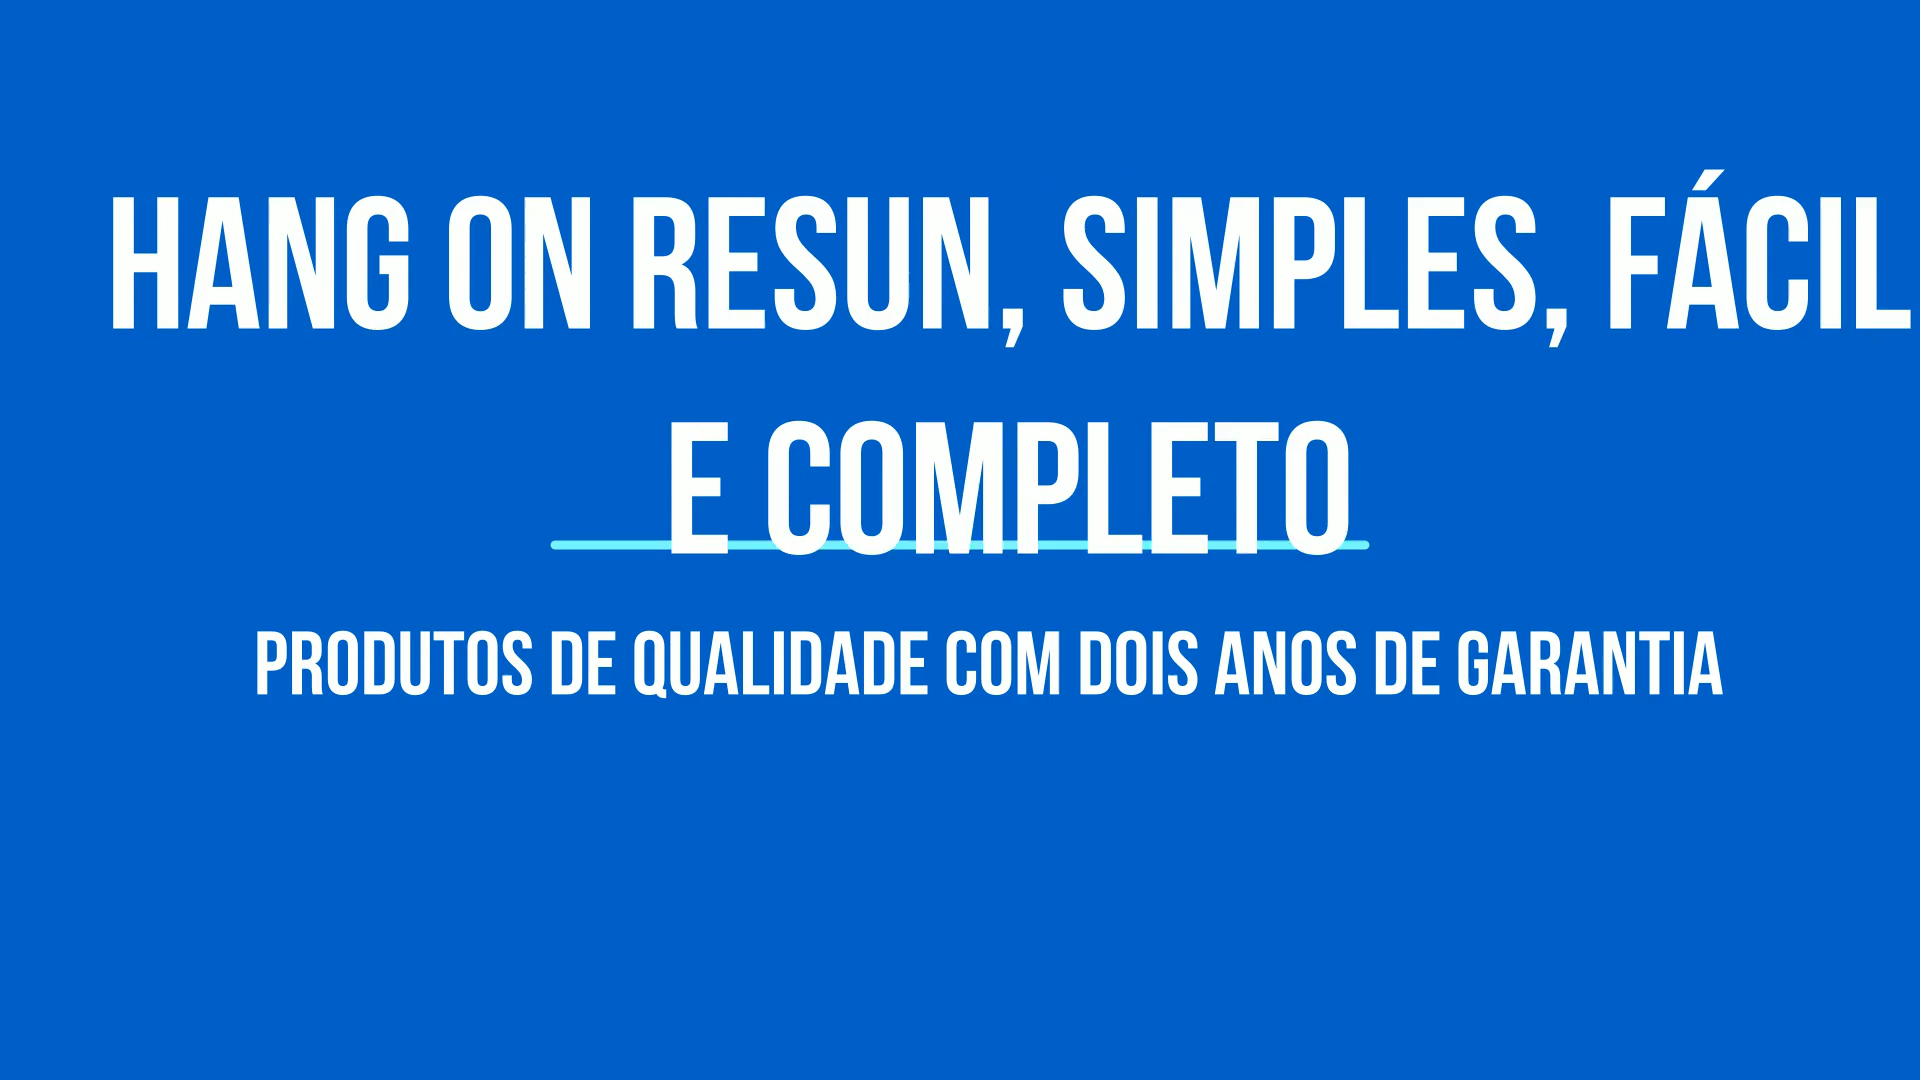 HANG ON RESUN, SIMPLES, FÁCIL
E COMPLETO
PRODUTOS DE QUALIDADE COM DOIS ANOS DE GARANTIA